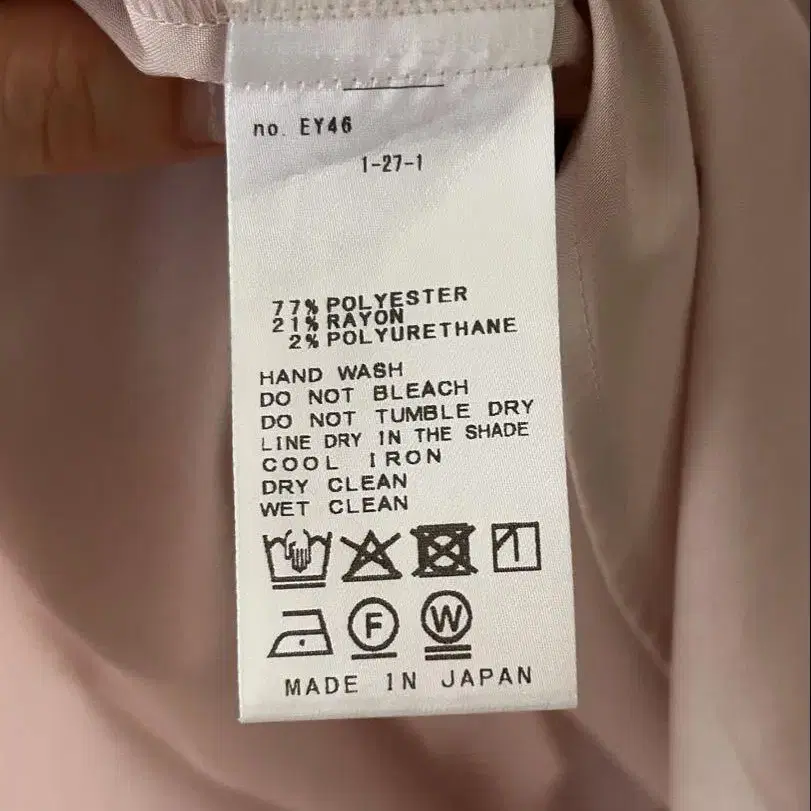 no. EY46
1-27-1
77% POLYESTER
21% RAYON
2% POLYURETHANE
HAND WASH
DO NOT BLEACH
DO NOT TUMBLE DRY
LINE DRY IN THE SHADE
COOL IRON
DRY CLEAN
WET CLEAN
F W
MADE IN JAPAN